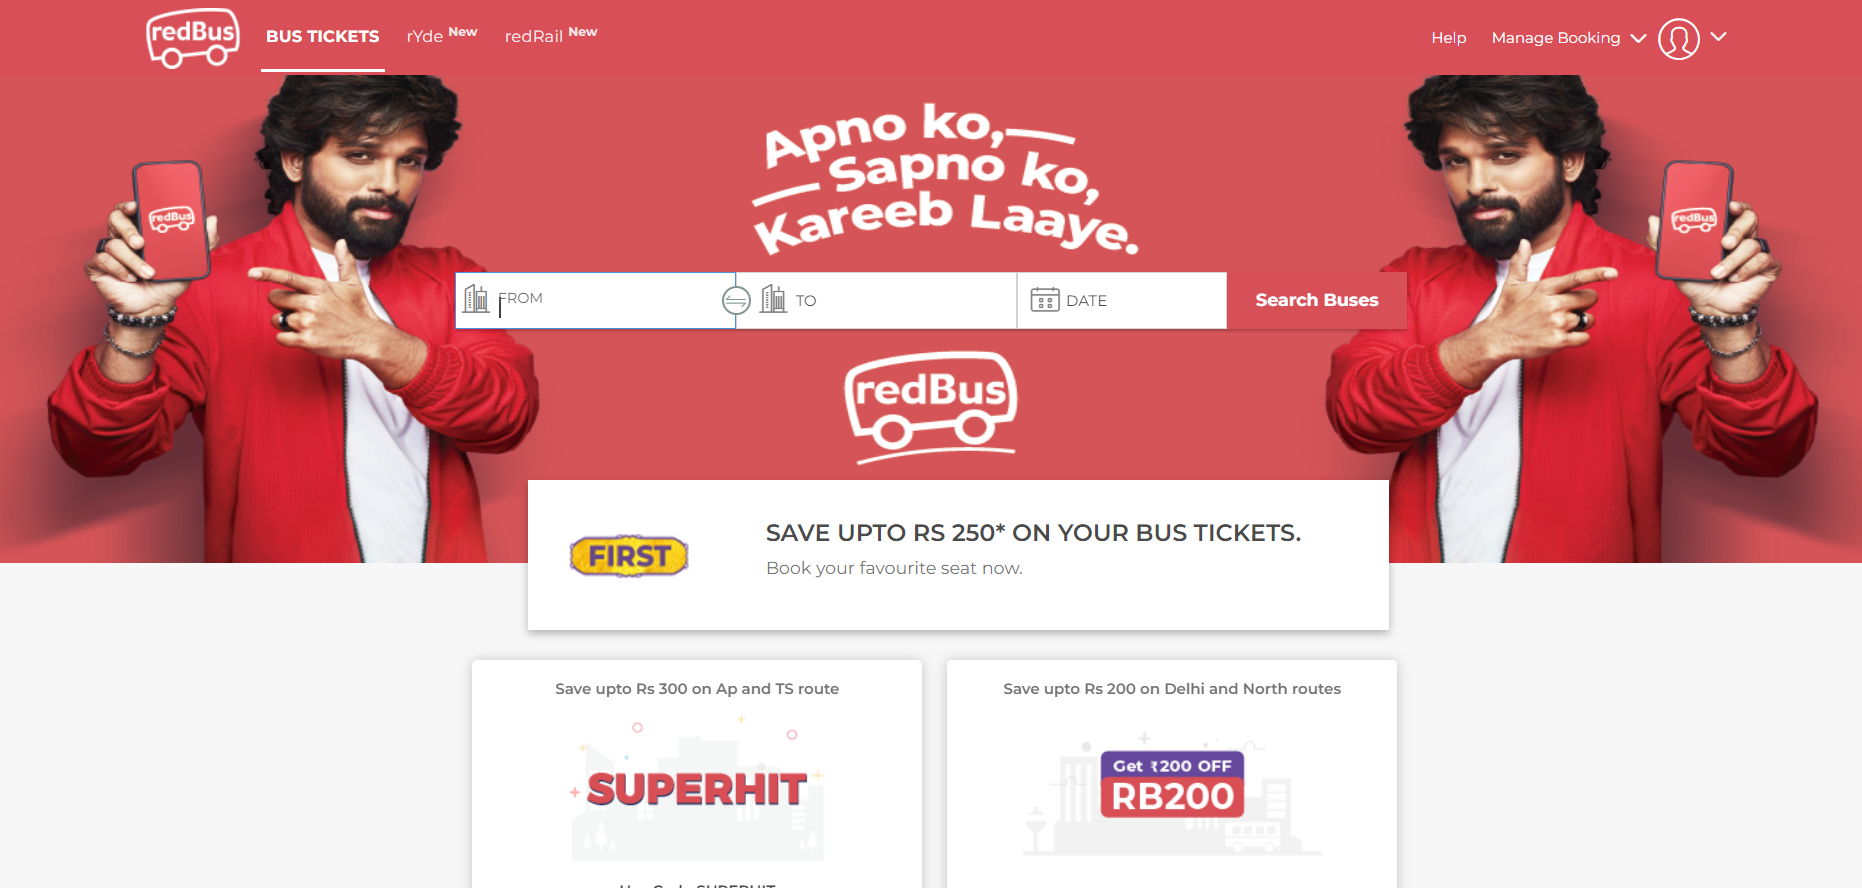 redBus
BUS TICKETS
rYde New
redRail New
Help
Manage Booking
Apno ko,
Sapno ko,
Kareeb Laaye.
redBus
redBus
FROM
TO
DATE
Search Buses
redBus
FIRST
SAVE UPTO RS 250* ON YOUR BUS TICKETS.
Book your favourite seat now.
Save upto Rs 300 on Ap and TS route
SUPERHIT
Save upto Rs 200 on Delhi and North routes
Get ₹200 OFF
RB200